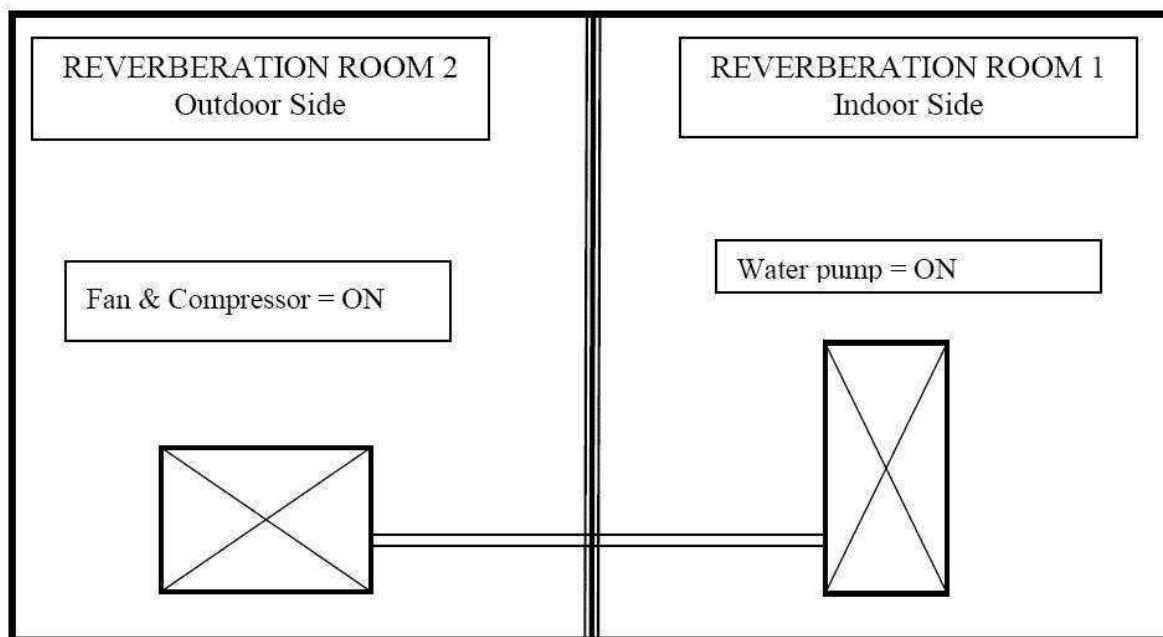 REVERBERATION ROOM 2
Outdoor Side
REVERBERATION ROOM 1
Indoor Side
Fan & Compressor = ON
Water pump = ON